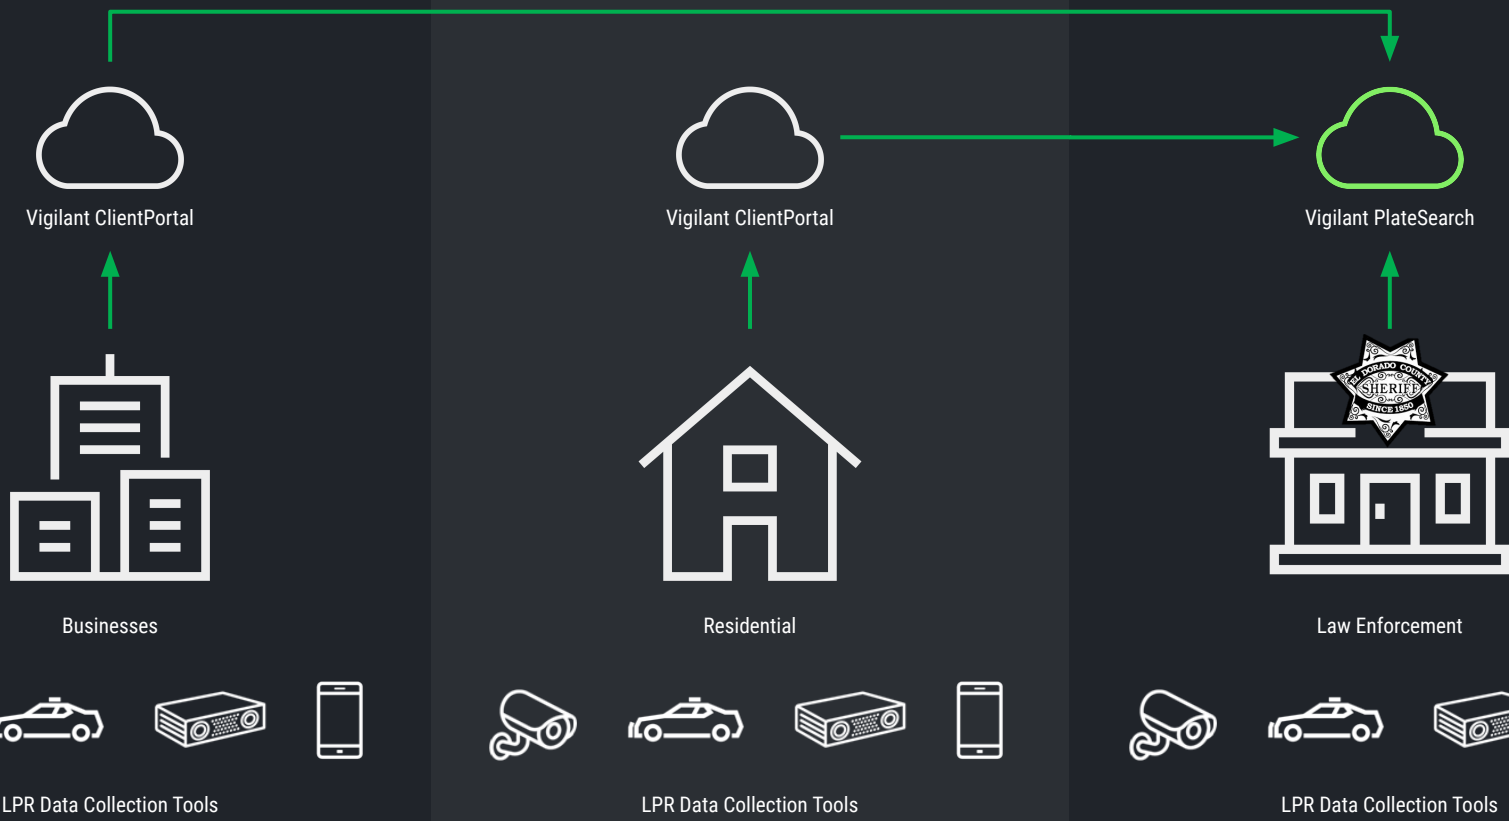 Vigilant ClientPortal
Vigilant ClientPortal
Vigilant PlateSearch
EL DORADO COUNTY
SHERIFF
SINCE 1850
Businesses
Residential
Law Enforcement
LPR Data Collection Tools
LPR Data Collection Tools
LPR Data Collection Tools